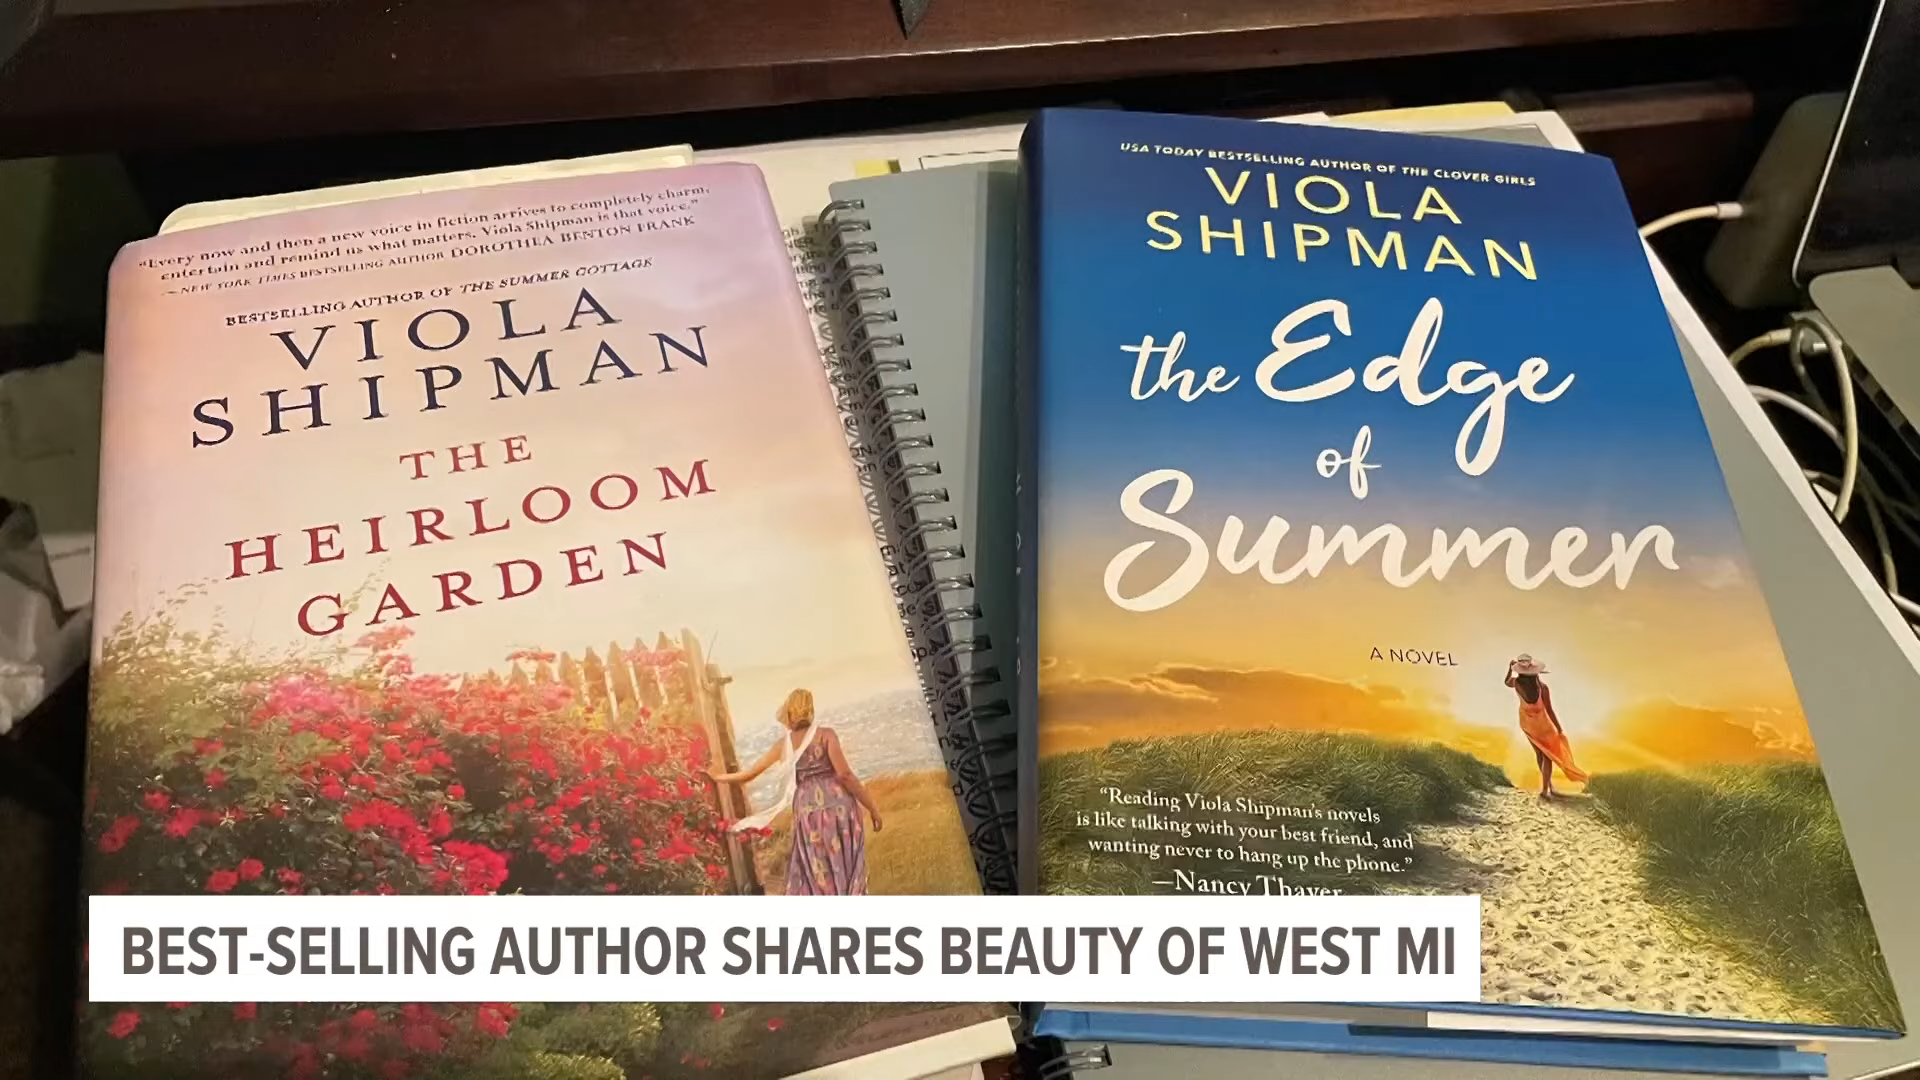 "Every now and then a new voice in fiction arrives to completely charm,
entertain and remind us what matters. Viola Shipman is that voice."
—NEW YORK TIMES BESTSELLING AUTHOR DOROTHEA BENTON FRANK
BESTSELLING AUTHOR OF THE SUMMER COTTAGE
VIOLA
SHIPMAN
THE
HEIRLOOM
GARDEN
USA TODAY BESTSELLING AUTHOR OF THE CLOVER GIRLS
VIOLA
SHIPMAN
the Edge
of
Summer
A NOVEL
"Reading Viola Shipman's novels
is like talking with your best friend, and
wanting never to hang up the phone."
—Nancy Thayer
BEST-SELLING AUTHOR SHARES BEAUTY OF WEST MI